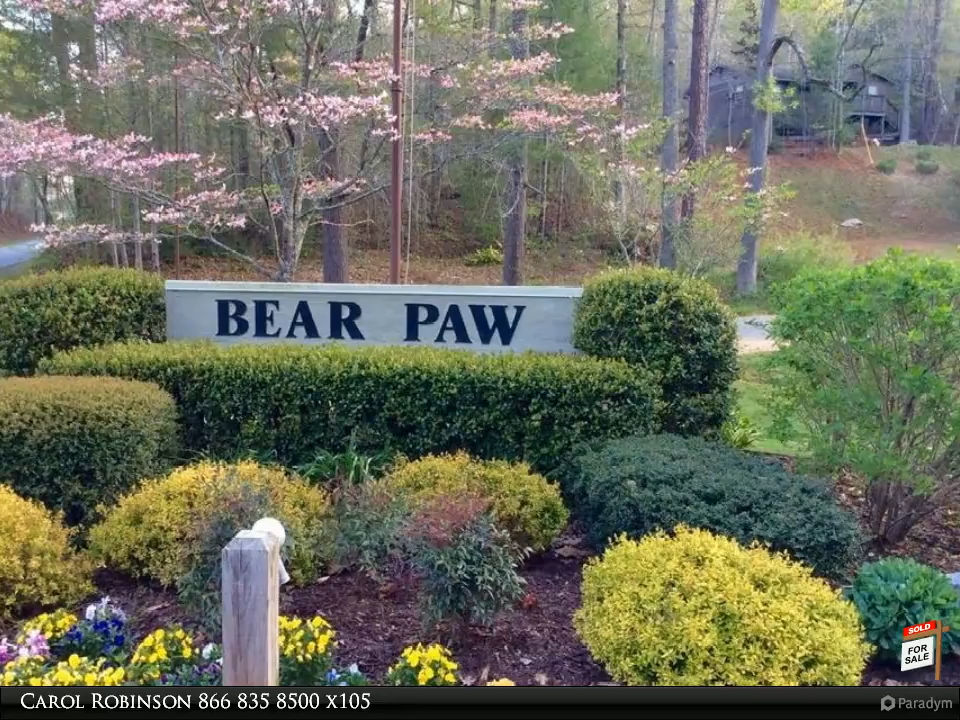 BEAR PAW
SOLD
FOR
SALE
CAROL ROBINSON 866 835 8500 X105
Paradym